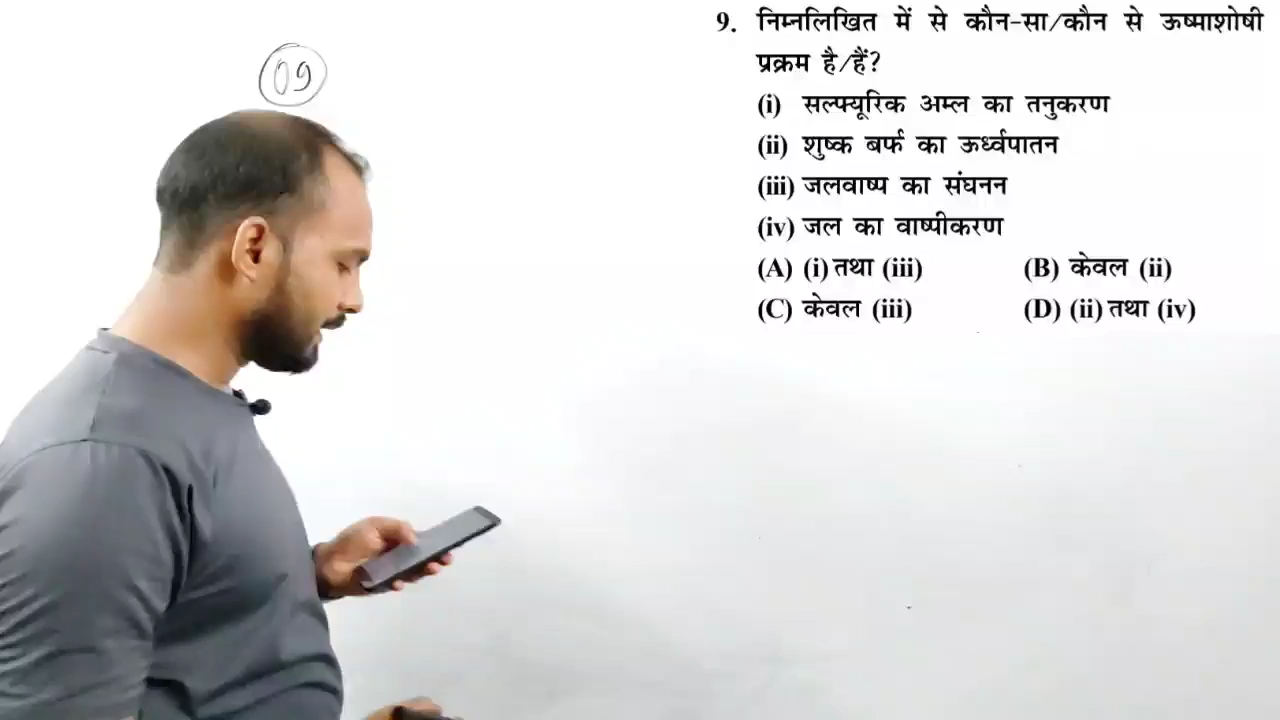 09
9. निम्नलिखित में से कौन-सा/कौन से ऊष्माशोषी
प्रक्रम है/हैं?
(i) सल्फ्यूरिक अम्ल का तनुकरण
(ii) शुष्क बर्फ का ऊर्ध्वपातन
(iii) जलवाष्प का संघनन
(iv) जल का वाष्पीकरण
(A) (i) तथा (iii) (B) केवल (ii)
(C) केवल (iii) (D) (ii) तथा (iv)